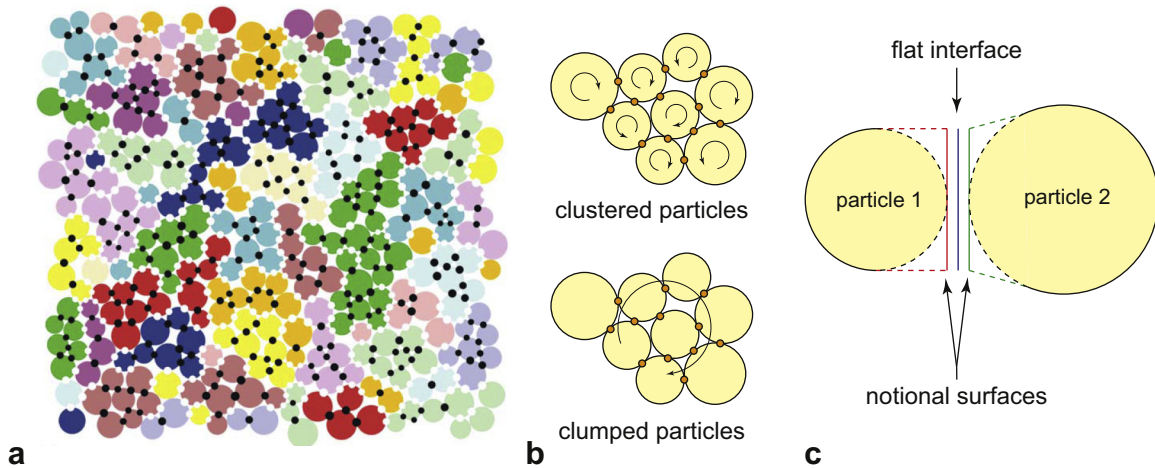 a
b
clustered particles
clumped particles
c
flat interface
particle 1
particle 2
notional surfaces